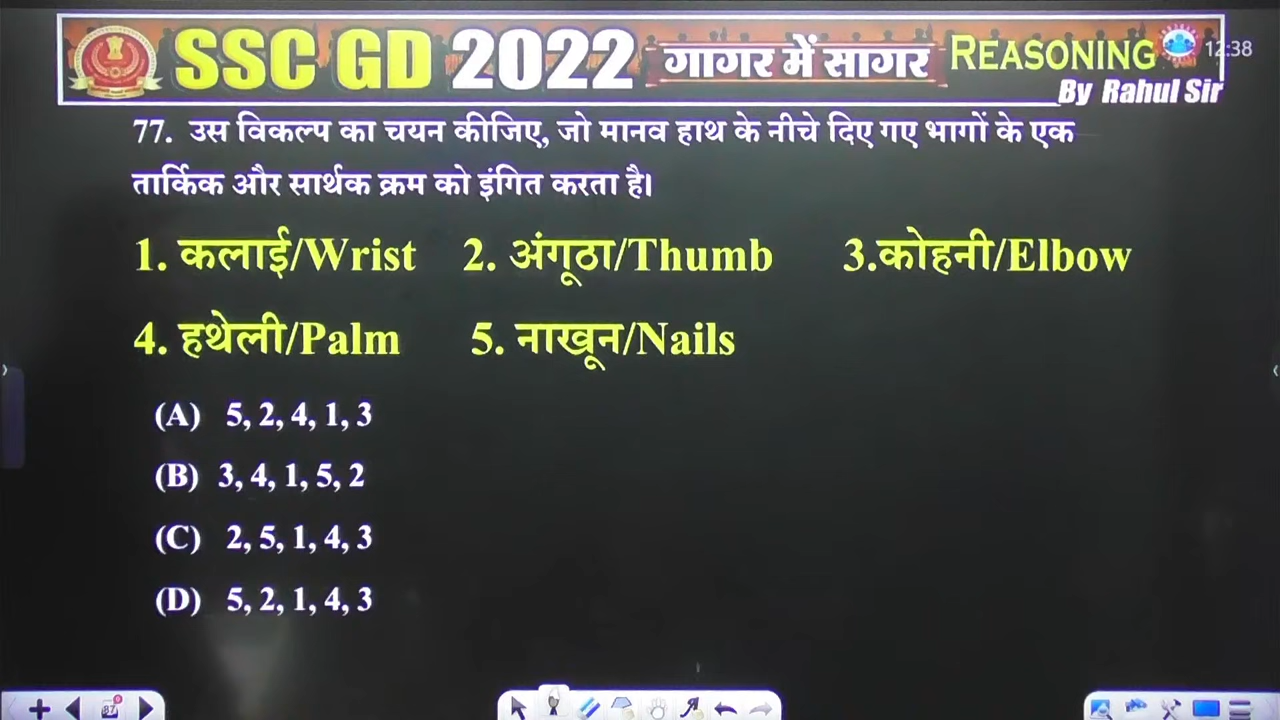 SSC GD 2022 गागर में सागर REASONING
12:38
By Rahul Sir
77. उस विकल्प का चयन कीजिए, जो मानव हाथ के नीचे दिए गए भागों के एक
तार्किक और सार्थक क्रम को इंगित करता है।
1. कलाई/Wrist 2. अंगूठा/Thumb 3.कोहनी/Elbow
4. हथेली/Palm 5. नाखून/Nails
(A) 5, 2, 4, 1, 3
(B) 3, 4, 1, 5, 2
(C) 2, 5, 1, 4, 3
(D) 5, 2, 1, 4, 3